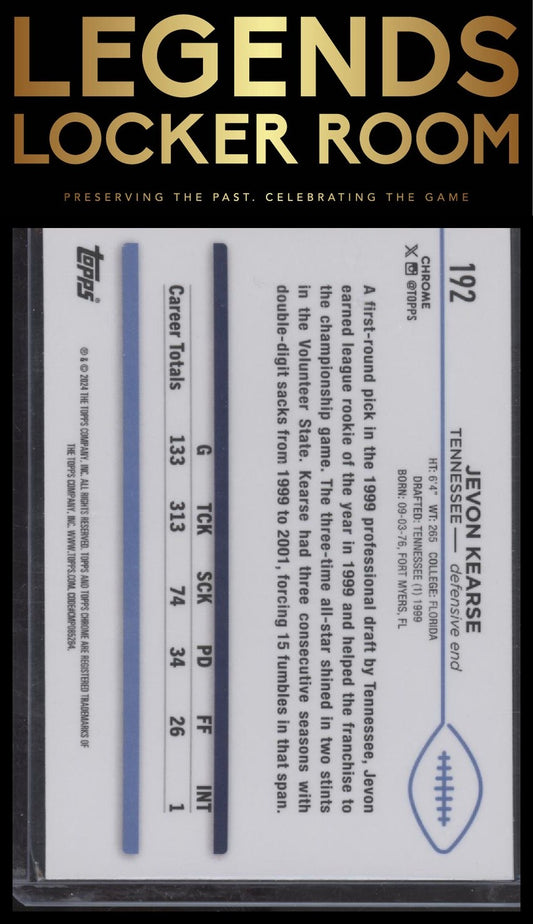 LEGENDS
LOCKER ROOM
PRESERVING THE PAST. CELEBRATING THE GAME
192
CHROME
@TOPPS
JEVON KEARSE
TENNESSEE — defensive end
HT: 6'4" WT: 265 COLLEGE: FLORIDA
DRAFTED: TENNESSEE (1) 1999
BORN: 09-03-76, FORT MYERS, FL
A first-round pick in the 1999 professional draft by Tennessee, Jevon
earned league rookie of the year in 1999 and helped the franchise to
the championship game. The three-time all-star shined in two stints
in the Volunteer State. Kearse had three consecutive seasons with
double-digit sacks from 1999 to 2001, forcing 15 fumbles in that span.
G TCK SCK PD FF INT
Career Totals 133 313 74 34 26 1
topps®
℗ & © 2024 THE TOPPS COMPANY, INC. ALL RIGHTS RESERVED. TOPPS AND TOPPS CHROME ARE REGISTERED TRADEMARKS OF
THE TOPPS COMPANY, INC. WWW.TOPPS.COM. CODE#CMP085264.